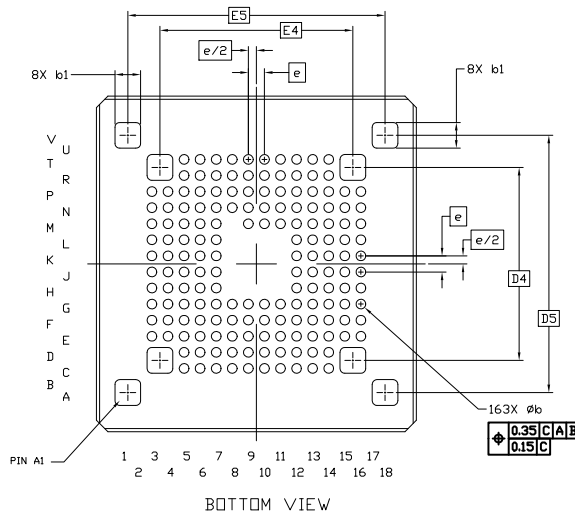 E5
E4
e/2
e
8X b1
8X b1
V
U
T
R
P
N
M
L
K
J
H
G
F
E
D
C
B
A
e
e/2
D4
D5
163X Øb
⌖ 0.35 C A B
0.15 C
PIN A1
1 3 5 7 9 11 13 15 17
2 4 6 8 10 12 14 16 18
BOTTOM VIEW